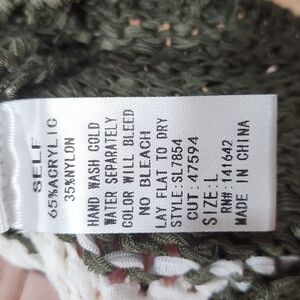 SELF
65%ACRYLIC
35%NYLON
HAND WASH COLD
WATER SEPARATELY
COLOR WILL BLEED
NO BLEACH
LAY FLAT TO DRY
STYLE:SL7854
CUT:47594
SIZE:L
RN#:141642
MADE IN CHINA